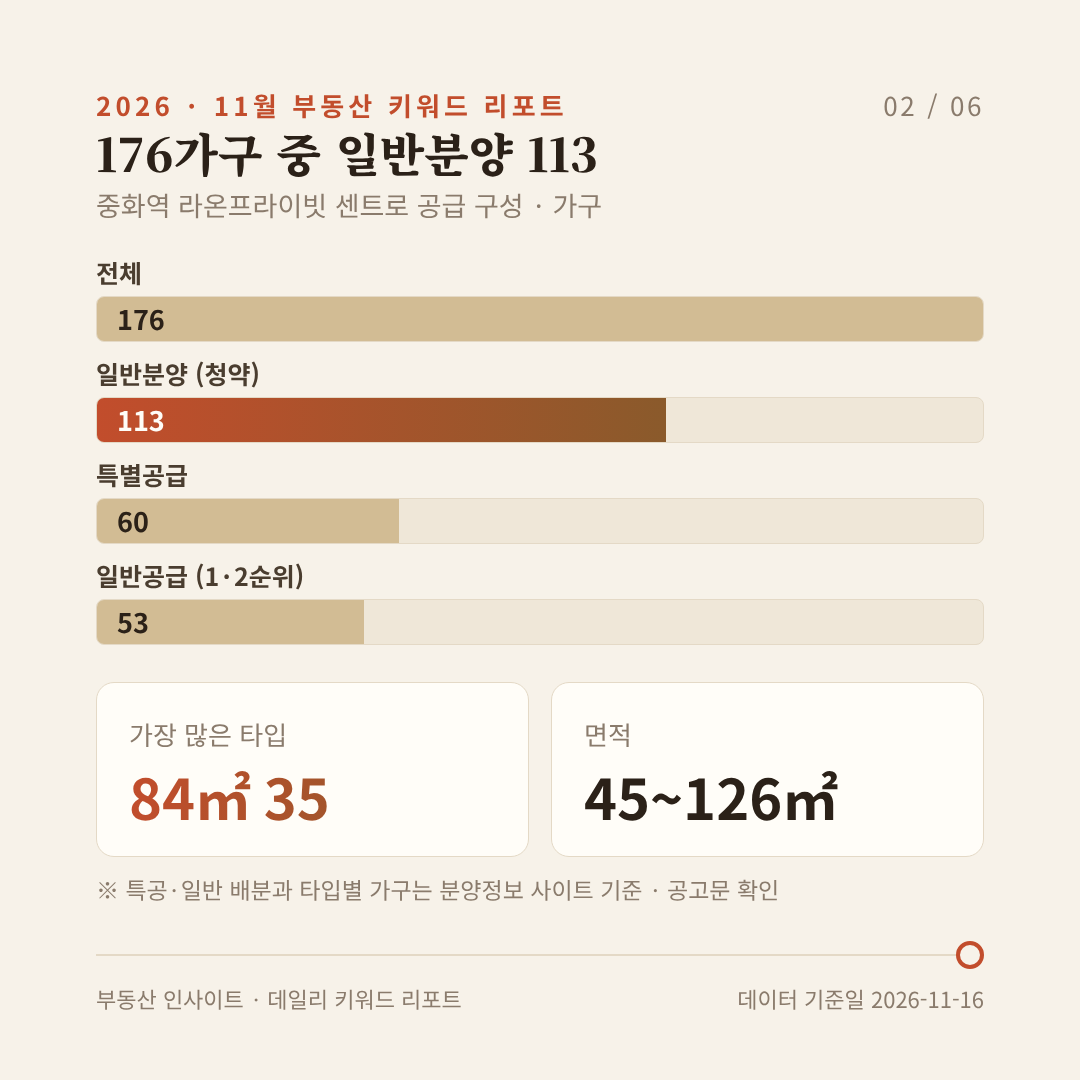 2026 · 11월 부동산 키워드 리포트
02 / 06
176가구 중 일반분양 113
중화역 라온프라이빗 센트로 공급 구성 · 가구
전체
176
일반분양 (청약)
113
특별공급
60
일반공급 (1·2순위)
53
가장 많은 타입
84㎡ 35
면적
45~126㎡
※ 특공·일반 배분과 타입별 가구는 분양정보 사이트 기준 · 공고문 확인
부동산 인사이트 · 데일리 키워드 리포트
데이터 기준일 2026-11-16